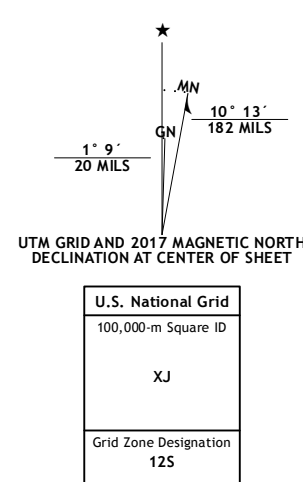 ★
MN
GN
10° 13´
182 MILS
1° 9´
20 MILS
UTM GRID AND 2017 MAGNETIC NORTH
DECLINATION AT CENTER OF SHEET
U.S. National Grid
100,000-m Square ID
XJ
Grid Zone Designation
12S